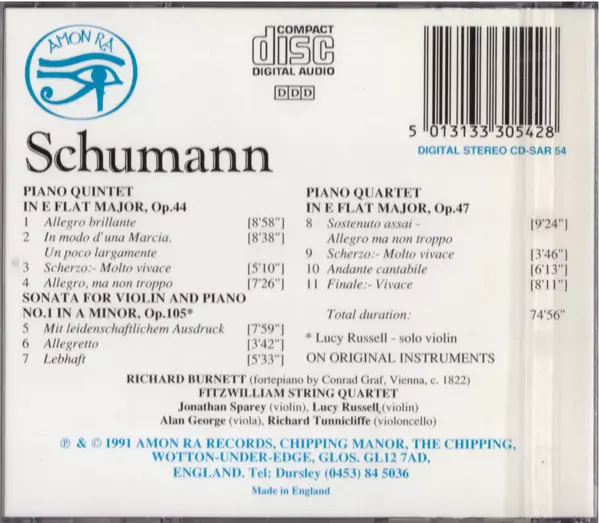 AMON RA
COMPACT
disc
DIGITAL AUDIO
DDD
5 013133 305428
DIGITAL STEREO CD-SAR 54
Schumann
PIANO QUINTET
IN E FLAT MAJOR, Op.44
1 Allegro brillante [8'58"]
2 In modo d'una Marcia. [8'38"]
Un poco largamente
3 Scherzo:- Molto vivace [5'10"]
4 Allegro, ma non troppo [7'26"]
SONATA FOR VIOLIN AND PIANO
NO.1 IN A MINOR, Op.105*
5 Mit leidenschaftlichem Ausdruck [7'59"]
6 Allegretto [3'42"]
7 Lebhaft [5'33"]
PIANO QUARTET
IN E FLAT MAJOR, Op.47
8 Sostenuto assai - [9'24"]
Allegro ma non troppo
9 Scherzo:- Molto vivace [3'46"]
10 Andante cantabile [6'13"]
11 Finale:- Vivace [8'11"]
Total duration: 74'56"
* Lucy Russell - solo violin
ON ORIGINAL INSTRUMENTS
RICHARD BURNETT (fortepiano by Conrad Graf, Vienna, c. 1822)
FITZWILLIAM STRING QUARTET
Jonathan Sparey (violin), Lucy Russell (violin)
Alan George (viola), Richard Tunnicliffe (violoncello)
℗ & © 1991 AMON RA RECORDS, CHIPPING MANOR, THE CHIPPING,
WOTTON-UNDER-EDGE, GLOS. GL12 7AD,
ENGLAND. Tel: Dursley (0453) 84 5036
Made in England